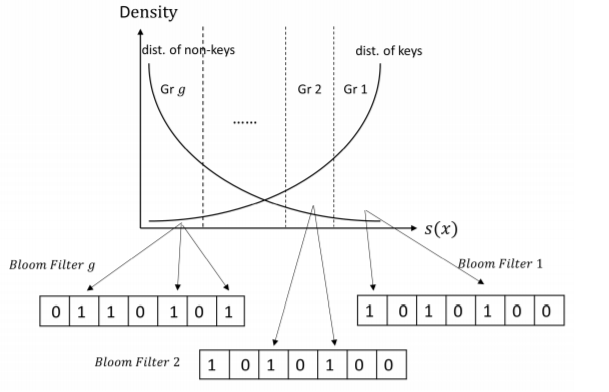 Density
dist. of non-keys
dist. of keys
Gr g
Gr 2
Gr 1
......
s(x)
Bloom Filter g
Bloom Filter 1
0 1 1 0 1 0 1
1 0 1 0 1 0 0
Bloom Filter 2
1 0 1 0 1 0 0